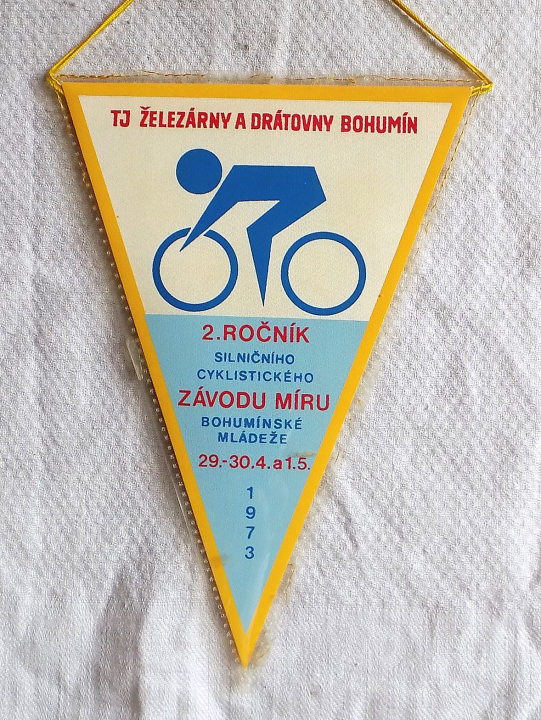 TJ ŽELEZÁRNY A DRÁTOVNY BOHUMÍN
2. ROČNÍK
SILNIČNÍHO
CYKLISTICKÉHO
ZÁVODU MÍRU
BOHUMÍNSKÉ
MLÁDEŽE
29.-30.4. a 1.5.
1
9
7
3